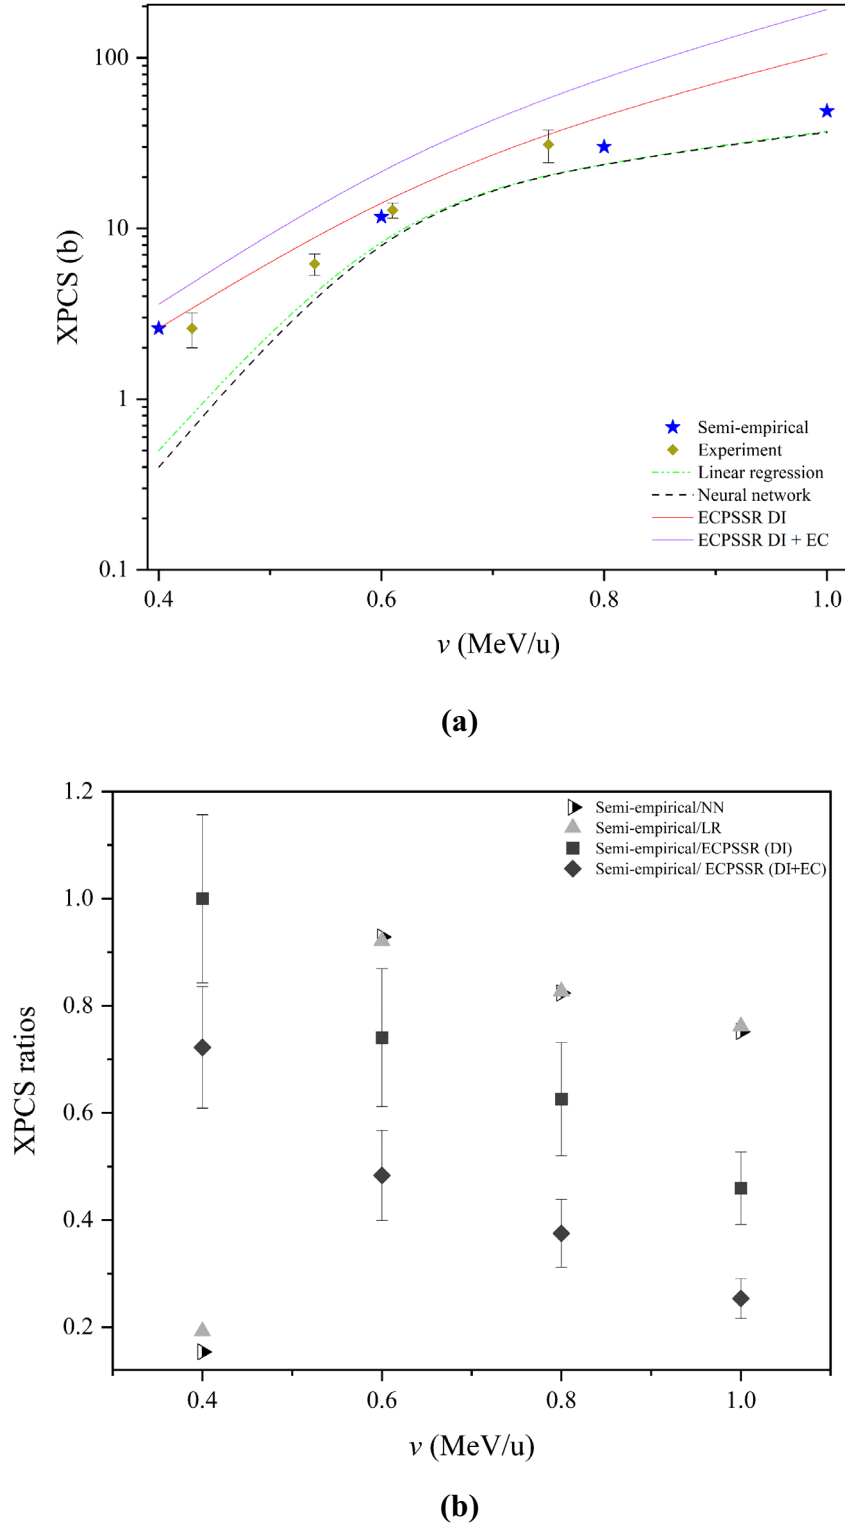 100
10
1
0.1
XPCS (b)
Semi-empirical
Experiment
Linear regression
Neural network
ECPSSR DI
ECPSSR DI + EC
0.4 0.6 0.8 1.0
v (MeV/u)
(a)
1.2
1.0
0.8
0.6
0.4
0.2
XPCS ratios
Semi-empirical/NN
Semi-empirical/LR
Semi-empirical/ECPSSR (DI)
Semi-empirical/ ECPSSR (DI+EC)
0.4 0.6 0.8 1.0
v (MeV/u)
(b)